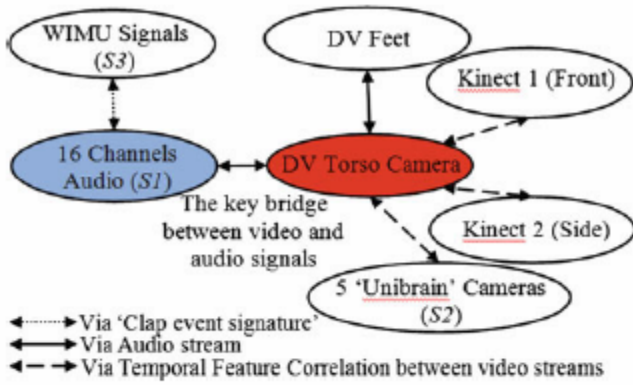 WIMU Signals
(S3)
DV Feet
Kinect 1 (Front)
16 Channels
Audio (S1)
DV Torso Camera
The key bridge
between video and
audio signals
Kinect 2 (Side)
5 ‘Unibrain’ Cameras
(S2)
Via ‘Clap event signature’
Via Audio stream
Via Temporal Feature Correlation between video streams